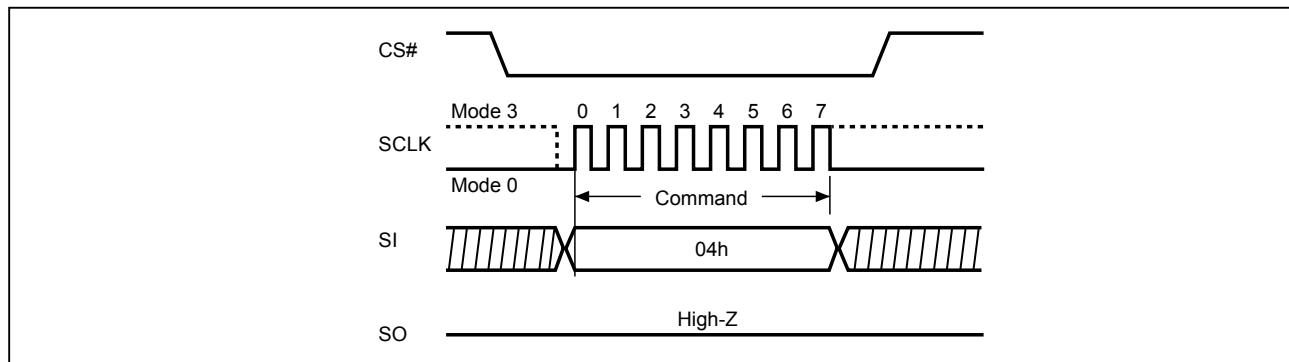 CS#
Mode 3
0 1 2 3 4 5 6 7
SCLK
Mode 0
Command
SI
04h
High-Z
SO